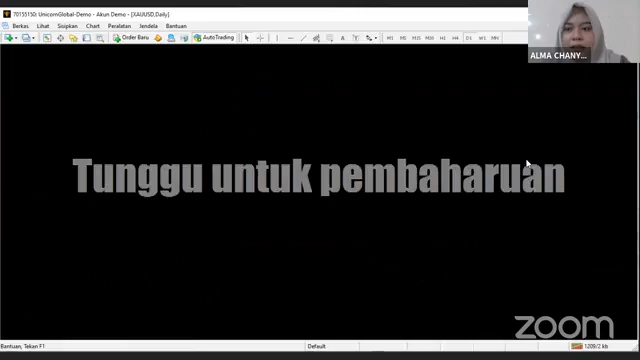 70155150: UnicornGlobal-Demo - Akun Demo - [XAUUSD,Daily]
Berkas Lihat Sisipkan Chart Peralatan Jendela Bantuan
Order Baru AutoTrading M1 M5 M15 M30 H1 H4 D1 W1 MN
ALMA CHANY...
Tunggu untuk pembaharuan
zoom
Bantuan, Tekan F1 Default 1209/2 kb